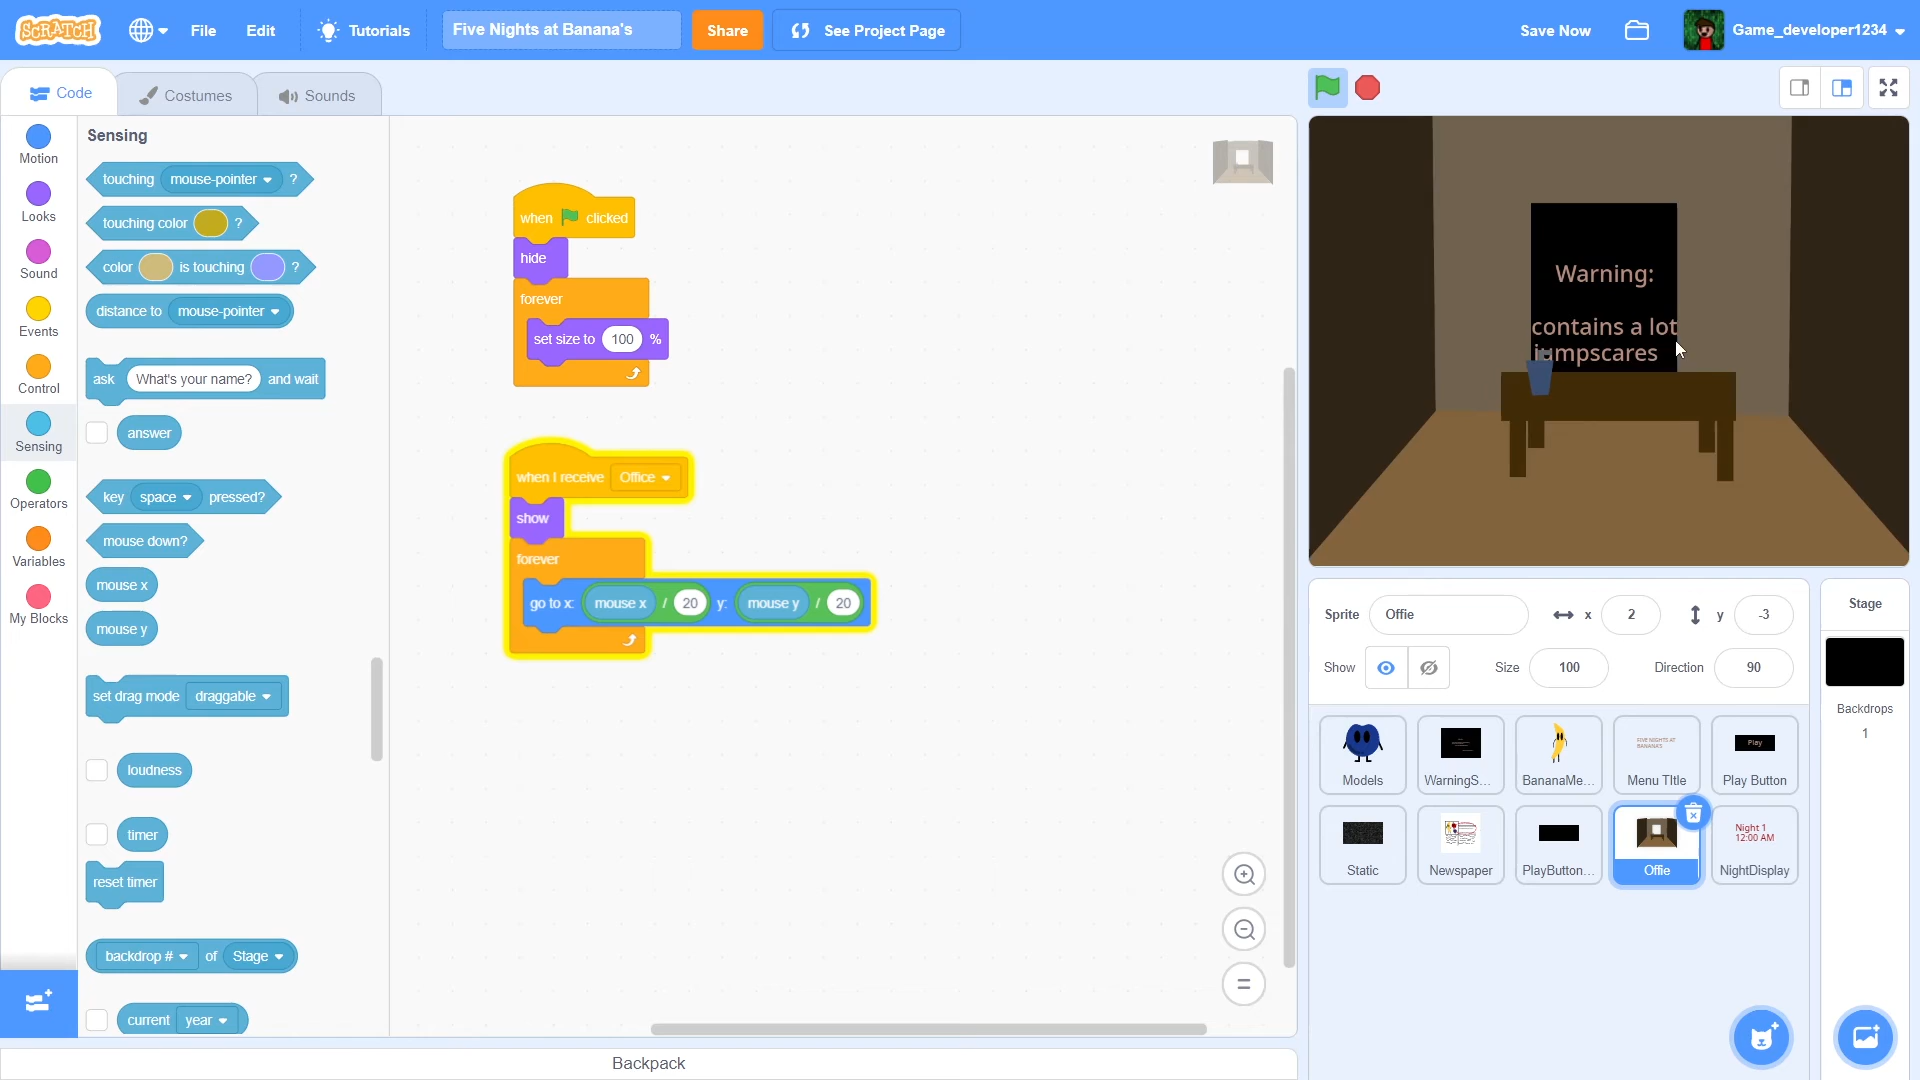 SCRATCH
File
Edit
Tutorials
Five Nights at Banana's
Share
See Project Page
Save Now
Game_developer1234
Code
Costumes
Sounds
Motion
Looks
Sound
Events
Control
Sensing
Operators
Variables
My Blocks
Sensing
touching mouse-pointer ?
touching color ?
color is touching ?
distance to mouse-pointer
ask What's your name? and wait
answer
key space pressed?
mouse down?
mouse x
mouse y
set drag mode draggable
loudness
timer
reset timer
backdrop # of Stage
current year
when clicked
hide
forever
set size to 100 %
when I receive Office
show
forever
go to x: mouse x / 20 y: mouse y / 20
Backpack
Warning:
contains a lot
jumpscares
Sprite Offie x 2 y -3
Show Size 100 Direction 90
Models
WarningS...
BananaMe...
FIVE NIGHTS AT
BANANA'S
Menu TItle
Play
Play Button
Static
Newspaper
PlayButton...
Offie
Night 1
12:00 AM
NightDisplay
Stage
Backdrops
1